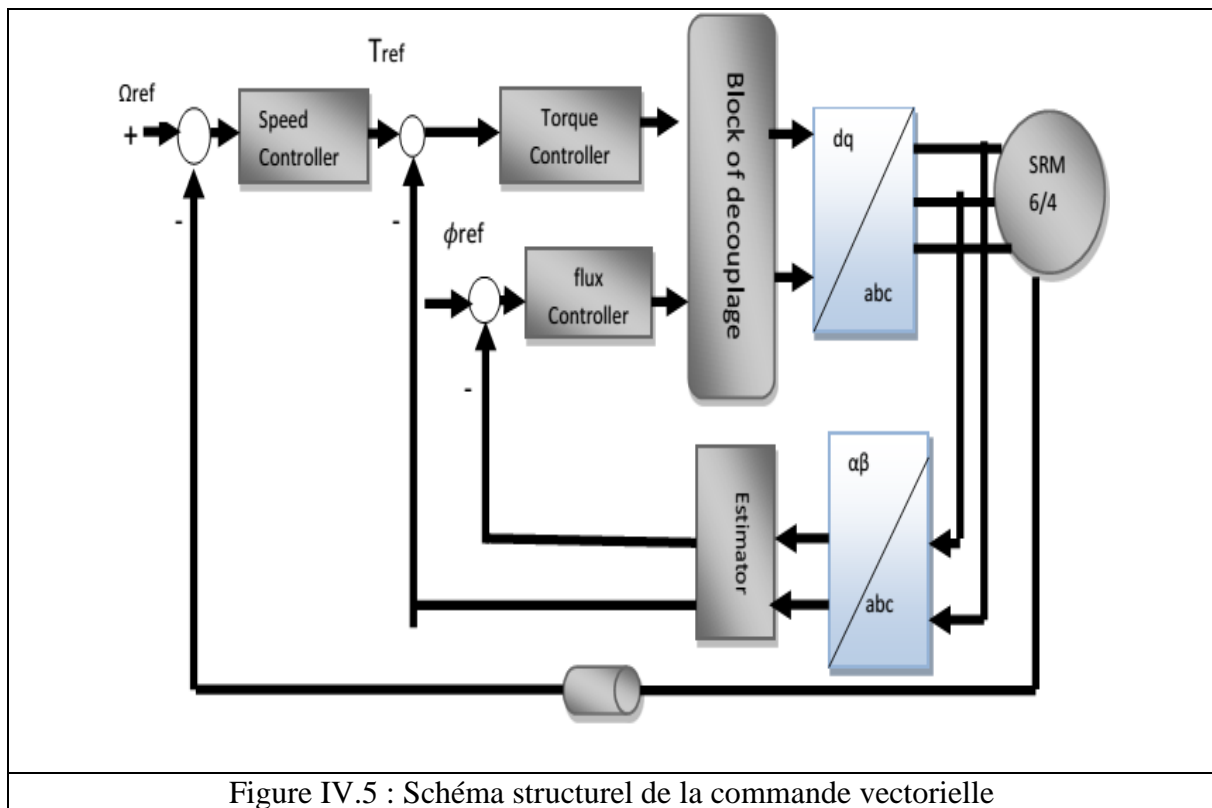 Tref
Ωref
+
Speed
Controller
Torque
Controller
Block of decouplage
dq
abc
SRM
6/4
-
-
ϕref
flux
Controller
-
Estimator
αβ
abc
Figure IV.5 : Schéma structurel de la commande vectorielle